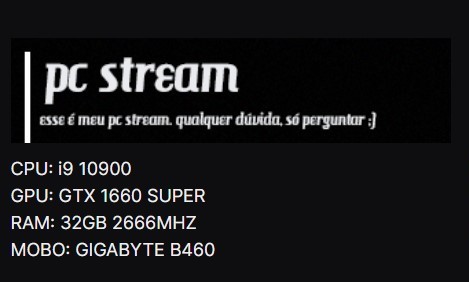 pc stream
esse é meu pc stream. qualquer dúvida, só perguntar :)
CPU: i9 10900
GPU: GTX 1660 SUPER
RAM: 32GB 2666MHZ
MOBO: GIGABYTE B460